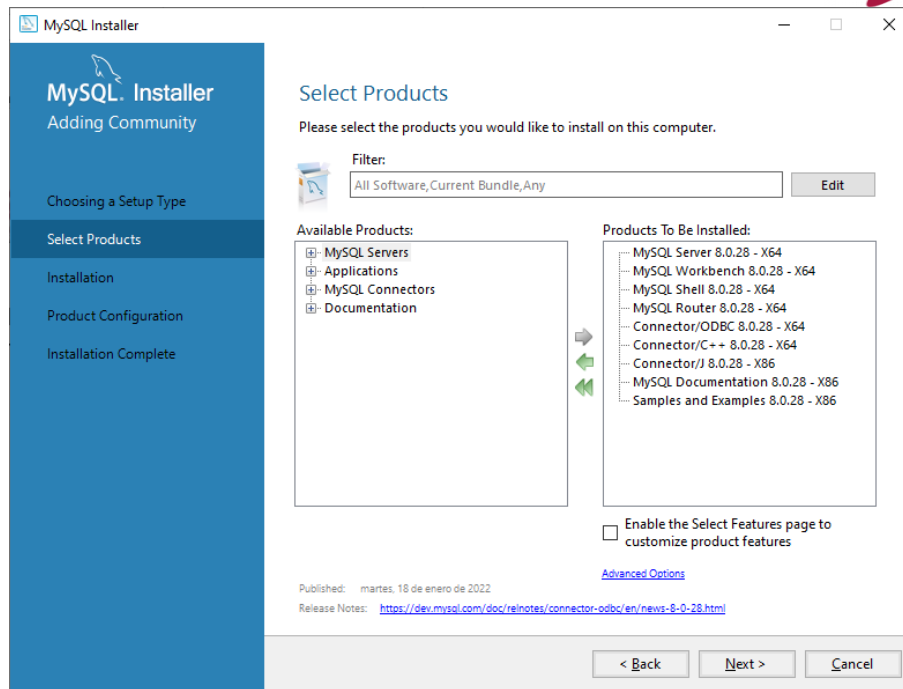 MySQL Installer
MySQL. Installer
Adding Community
Choosing a Setup Type
Select Products
Installation
Product Configuration
Installation Complete
Select Products
Please select the products you would like to install on this computer.
Filter:
All Software,Current Bundle,Any
Edit
Available Products:
MySQL Servers
Applications
MySQL Connectors
Documentation
Products To Be Installed:
MySQL Server 8.0.28 - X64
MySQL Workbench 8.0.28 - X64
MySQL Shell 8.0.28 - X64
MySQL Router 8.0.28 - X64
Connector/ODBC 8.0.28 - X64
Connector/C++ 8.0.28 - X64
Connector/J 8.0.28 - X86
MySQL Documentation 8.0.28 - X86
Samples and Examples 8.0.28 - X86
Enable the Select Features page to
customize product features
Advanced Options
Published: martes, 18 de enero de 2022
Release Notes: https://dev.mysql.com/doc/relnotes/connector-odbc/en/news-8-0-28.html
< Back
Next >
Cancel